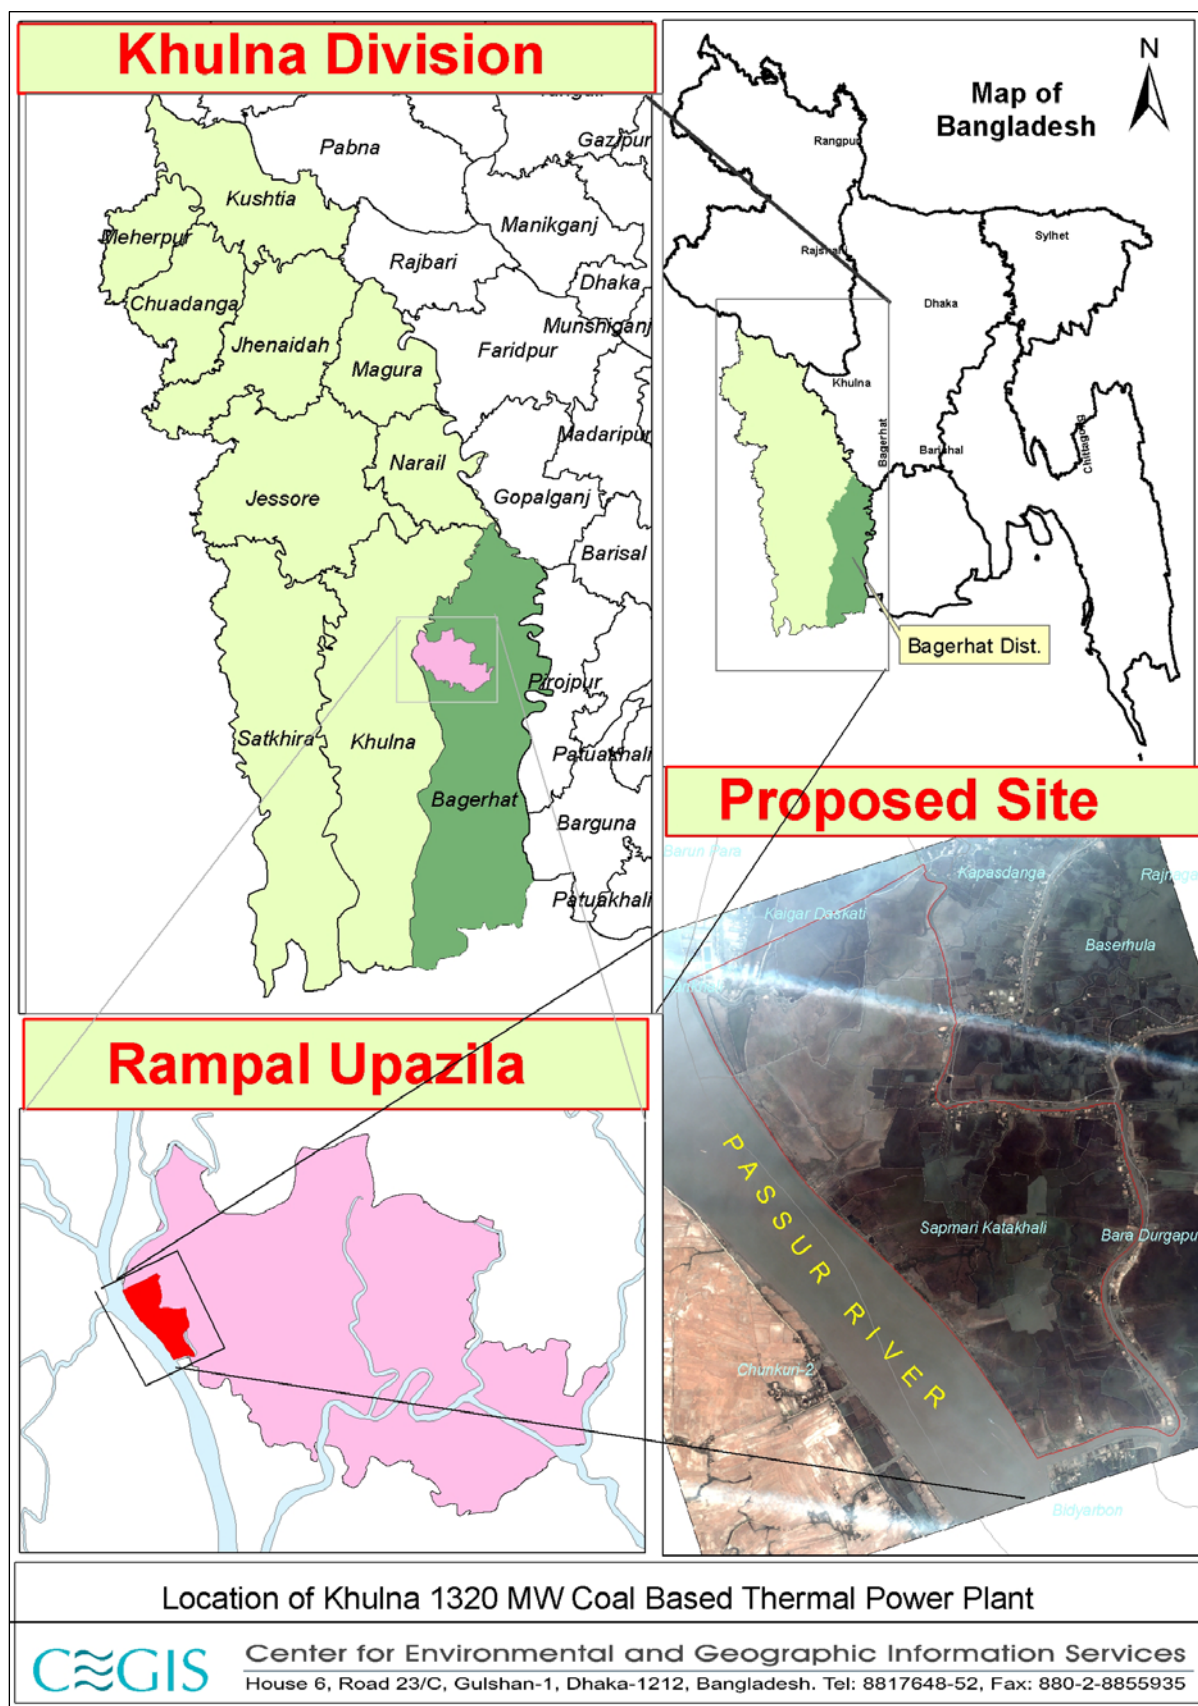 Khulna Division
Pabna
Gazipur
Kushtia
Manikganj
Meherpur
Rajbari
Dhaka
Chuadanga
Munshiganj
Jhenaidah
Faridpur
Magura
Madaripur
Narail
Jessore
Gopalganj
Barisal
Pirojpur
Satkhira
Khulna
Patuakhali
Bagerhat
Barguna
Patuakhali
N
Map of
Bangladesh
Rangpur
Sylhet
Rajshahi
Dhaka
Khulna
Bagerhat
Barishal
Chittagong
Bagerhat Dist.
Proposed Site
Barun Para
Kapasdanga
Rajnaga
Kaigar Daskati
Baserhula
PASSUR RIVER
Sapmari Katakhali
Bara Durgapu
Chunkuri-2
Bidyarbon
Rampal Upazila
Location of Khulna 1320 MW Coal Based Thermal Power Plant
CEGIS
Center for Environmental and Geographic Information Services
House 6, Road 23/C, Gulshan-1, Dhaka-1212, Bangladesh. Tel: 8817648-52, Fax: 880-2-8855935